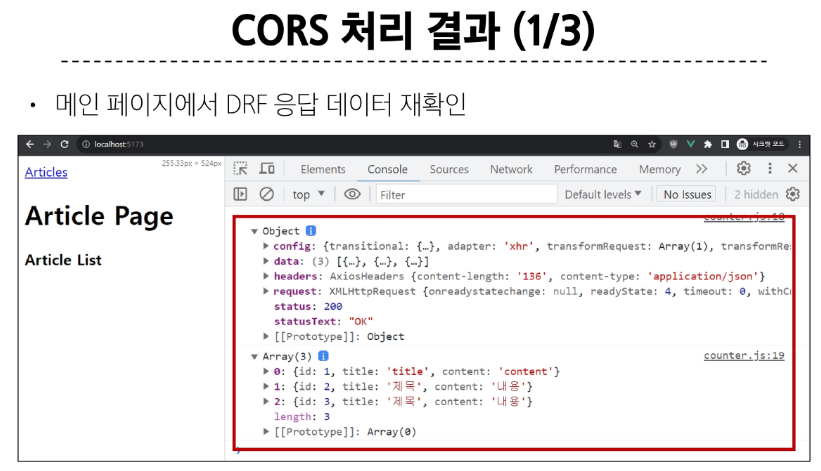 CORS 처리 결과 (1/3)
• 메인 페이지에서 DRF 응답 데이터 재확인
localhost:5173 시크릿 모드
Articles 255.33px × 524px
Elements Console Sources Network Performance Memory
top Filter Default levels No Issues 2 hidden
Article Page
Article List
counter.js:18
Object
config: {transitional: {…}, adapter: 'xhr', transformRequest: Array(1), transformRes
data: (3) [{…}, {…}, {…}]
headers: AxiosHeaders {content-length: '136', content-type: 'application/json'}
request: XMLHttpRequest {onreadystatechange: null, readyState: 4, timeout: 0, withCr
status: 200
statusText: "OK"
[[Prototype]]: Object
Array(3) counter.js:19
0: {id: 1, title: 'title', content: 'content'}
1: {id: 2, title: '제목', content: '내용'}
2: {id: 3, title: '제목', content: '내용'}
length: 3
[[Prototype]]: Array(0)